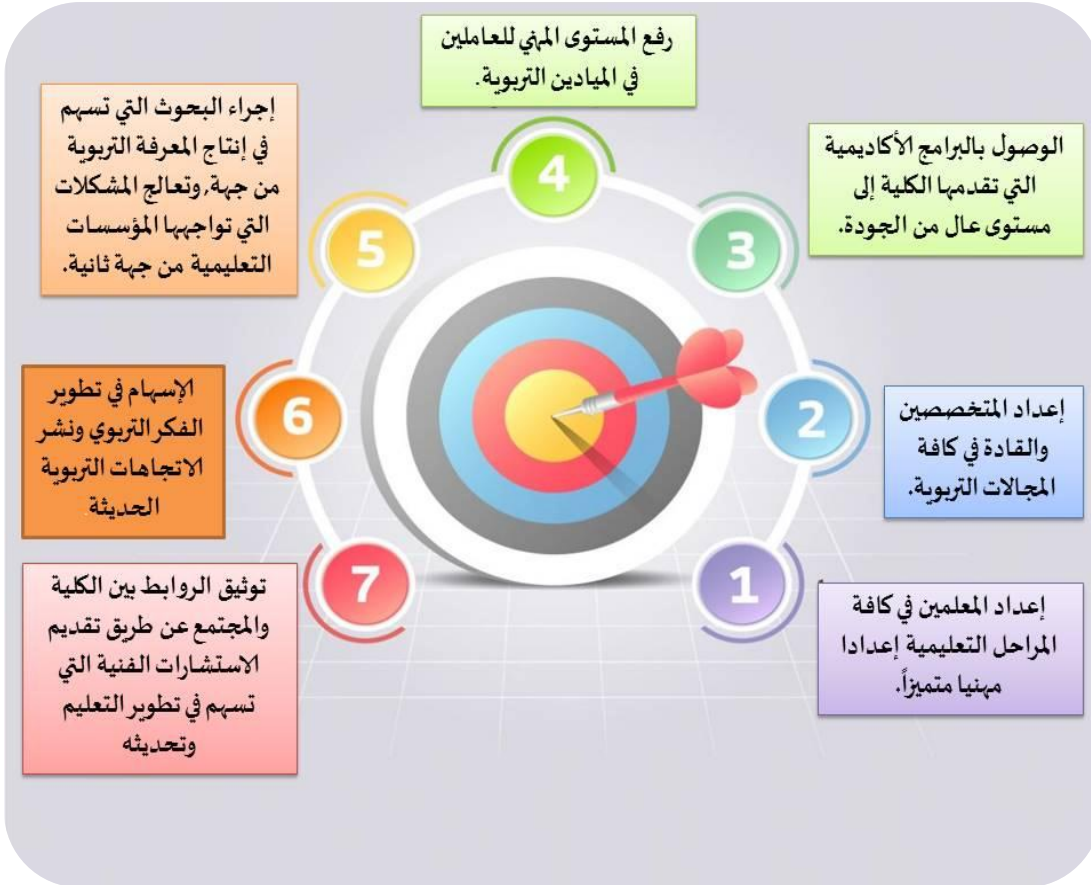 1
إعداد المعلمين في كافة
المراحل التعليمية إعدادا
مهنيا متميزاً.
2
إعداد المتخصصين
والقادة في كافة
المجالات التربوية.
3
الوصول بالبرامج الأكاديمية
التي تقدمها الكلية إلى
مستوى عال من الجودة.
4
رفع المستوى المهني للعاملين
في الميادين التربوية.
5
إجراء البحوث التي تسهم
في إنتاج المعرفة التربوية
من جهة, وتعالج المشكلات
التي تواجهها المؤسسات
التعليمية من جهة ثانية.
6
الإسهام في تطوير
الفكر التربوي ونشر
الاتجاهات التربوية
الحديثة
7
توثيق الروابط بين الكلية
والمجتمع عن طريق تقديم
الاستشارات الفنية التي
تسهم في تطوير التعليم
وتحديثه